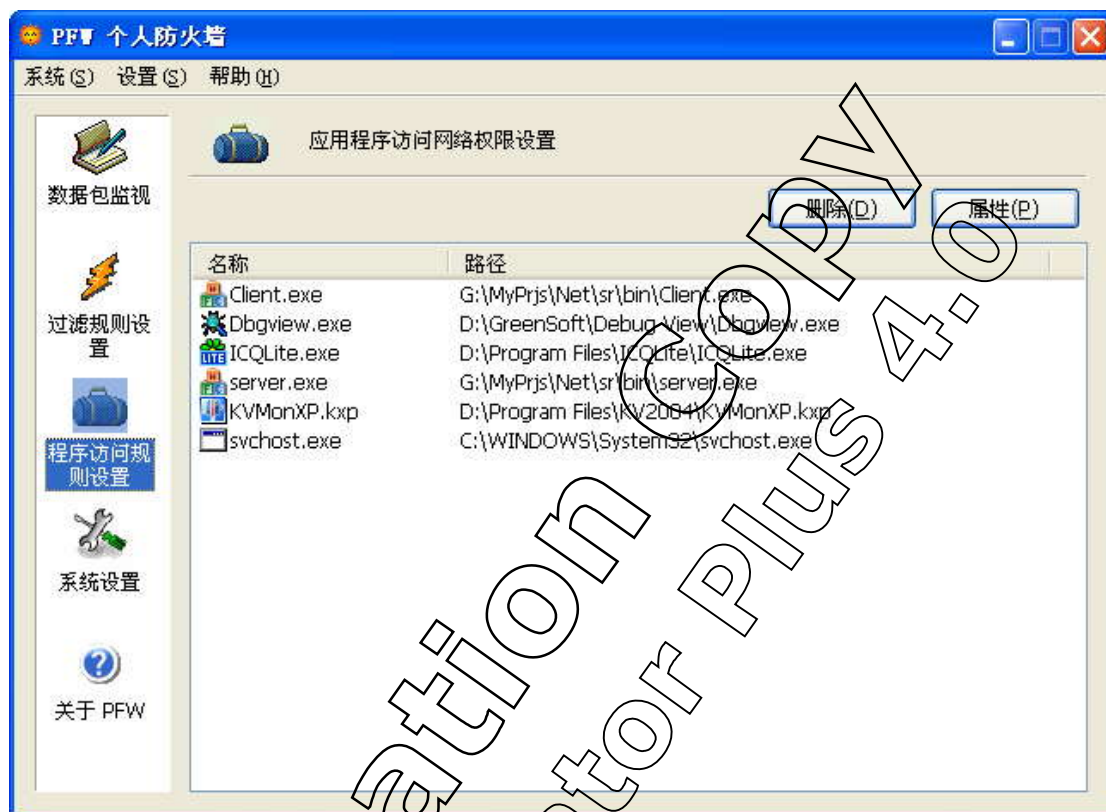 PFW 个人防火墙
系统(S) 设置(S) 帮助(H)
应用程序访问网络权限设置
删除(D) 属性(P)
数据包监视
过滤规则设
置
程序访问规
则设置
系统设置
关于 PFW
名称 路径
Client.exe G:\MyPrjs\Net\sr\bin\Client.exe
Dbgview.exe D:\GreenSoft\Debug View\Dbgview.exe
ICQLite.exe D:\Program Files\ICQLite\ICQLite.exe
server.exe G:\MyPrjs\Net\sr\bin\server.exe
KVMonXP.kxp D:\Program Files\KV2004\KVMonXP.kxp
svchost.exe C:\WINDOWS\System32\svchost.exe
ation Copy
ator Plus 4.0